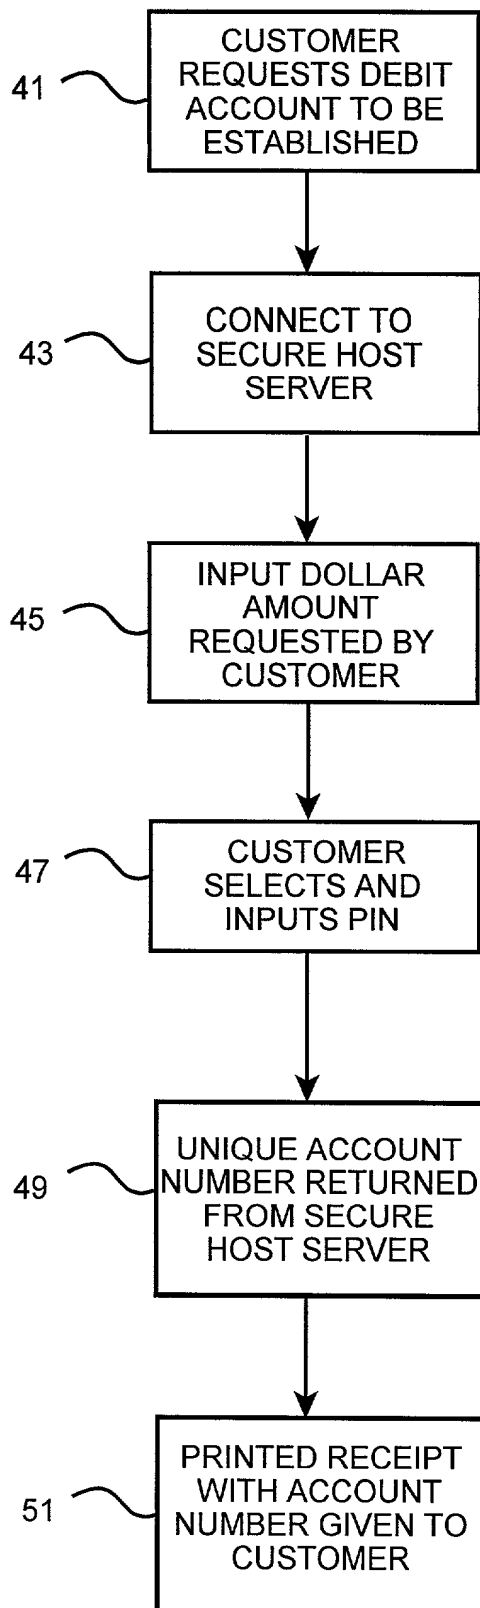 CUSTOMER
REQUESTS DEBIT
ACCOUNT TO BE
ESTABLISHED
41
CONNECT TO
SECURE HOST
SERVER
43
INPUT DOLLAR
AMOUNT
REQUESTED BY
CUSTOMER
45
CUSTOMER
SELECTS AND
INPUTS PIN
47
UNIQUE ACCOUNT
NUMBER RETURNED
FROM SECURE
HOST SERVER
49
PRINTED RECEIPT
WITH ACCOUNT
NUMBER GIVEN TO
CUSTOMER
51